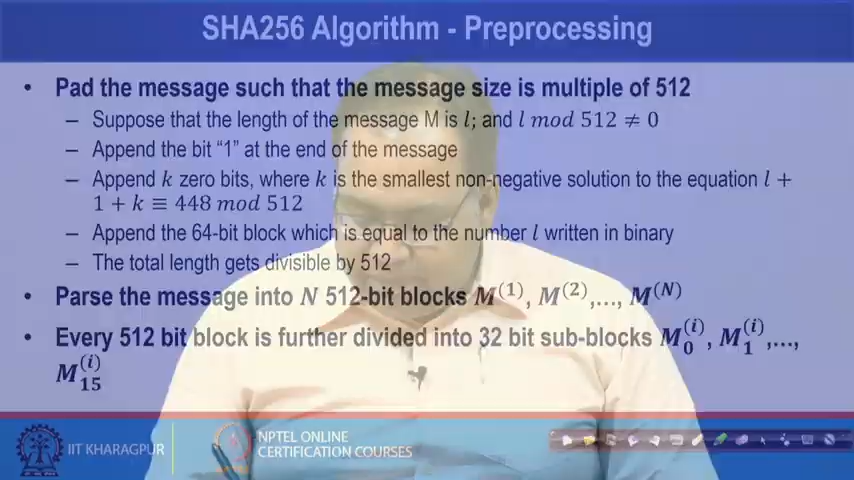 SHA256 Algorithm - Preprocessing
• Pad the message such that the message size is multiple of 512
– Suppose that the length of the message M is l; and l mod 512 ≠ 0
– Append the bit “1” at the end of the message
– Append k zero bits, where k is the smallest non-negative solution to the equation l +
1 + k ≡ 448 mod 512
– Append the 64-bit block which is equal to the number l written in binary
– The total length gets divisible by 512
• Parse the message into N 512-bit blocks M⁽¹⁾, M⁽²⁾,..., M⁽ᴺ⁾
• Every 512 bit block is further divided into 32 bit sub-blocks M₀⁽ⁱ⁾, M₁⁽ⁱ⁾,...,
M₁₅⁽ⁱ⁾
IIT KHARAGPUR
NPTEL ONLINE
CERTIFICATION COURSES